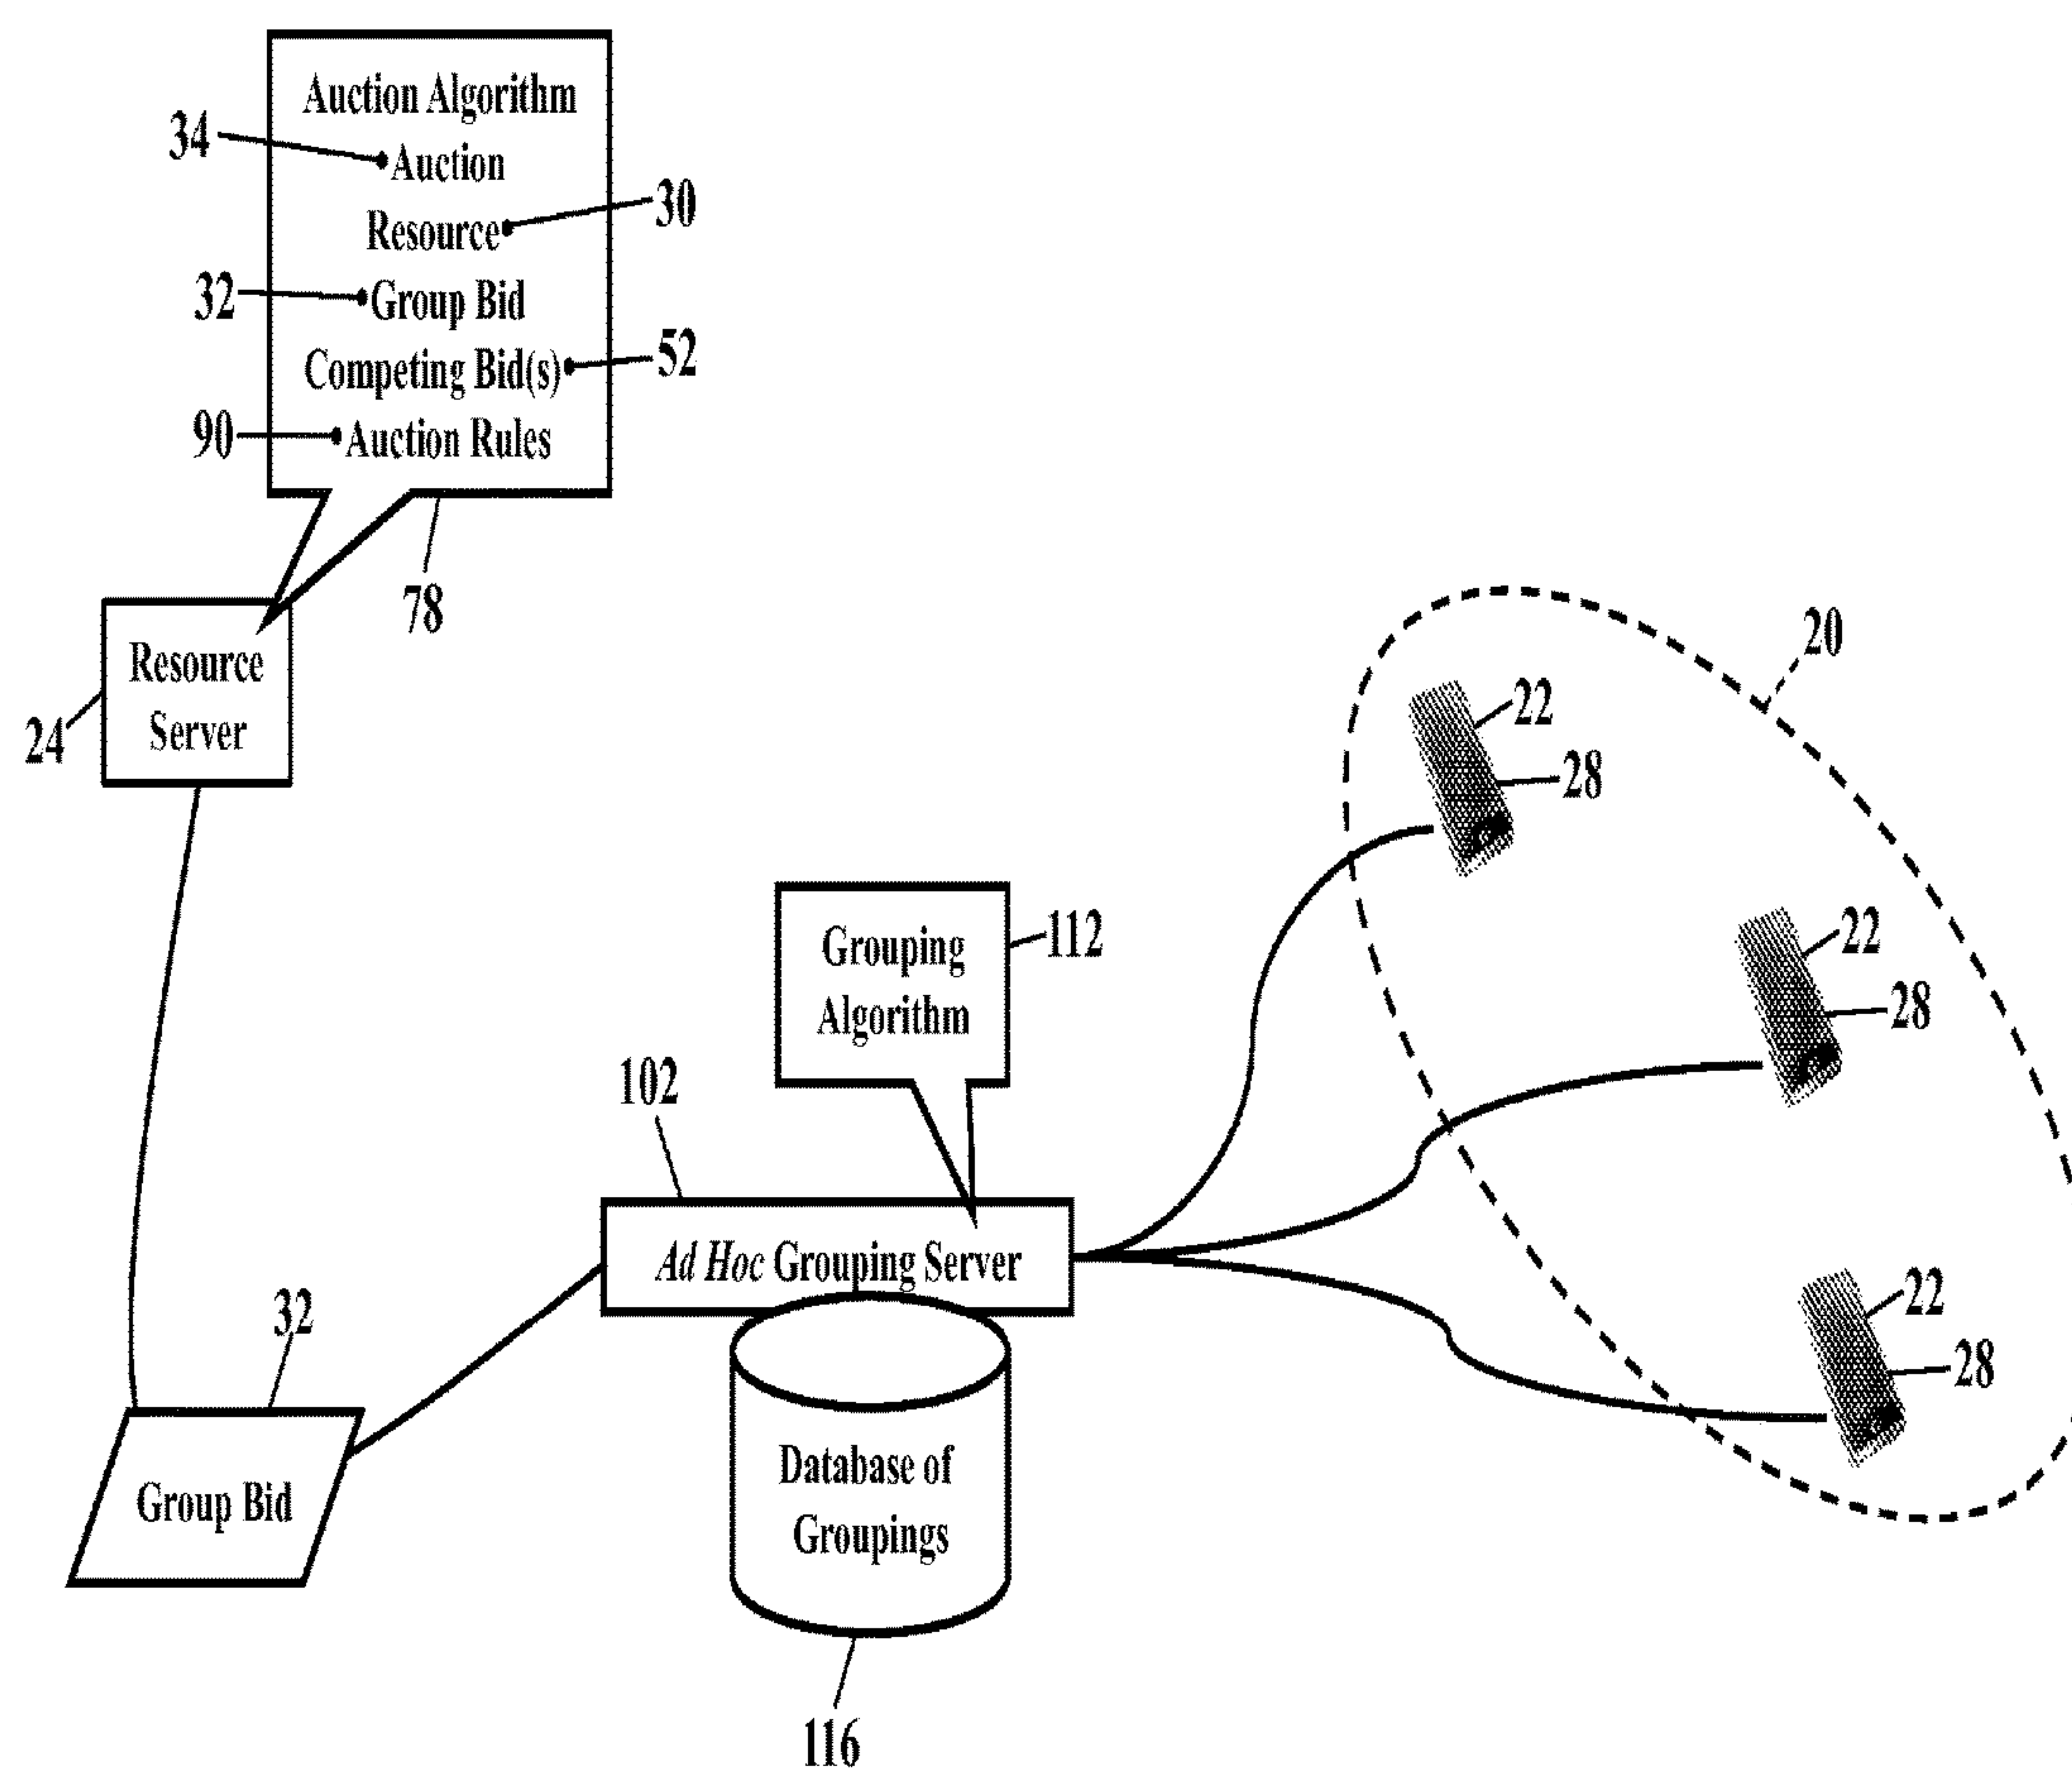 Auction Algorithm
34
Auction
Resource
30
32
Group Bid
Competing Bid(s)
52
90
Auction Rules
78
Resource
Server
24
20
22
28
Grouping
Algorithm
112
22
28
102
Ad Hoc Grouping Server
32
22
28
Group Bid
Database of
Groupings
116